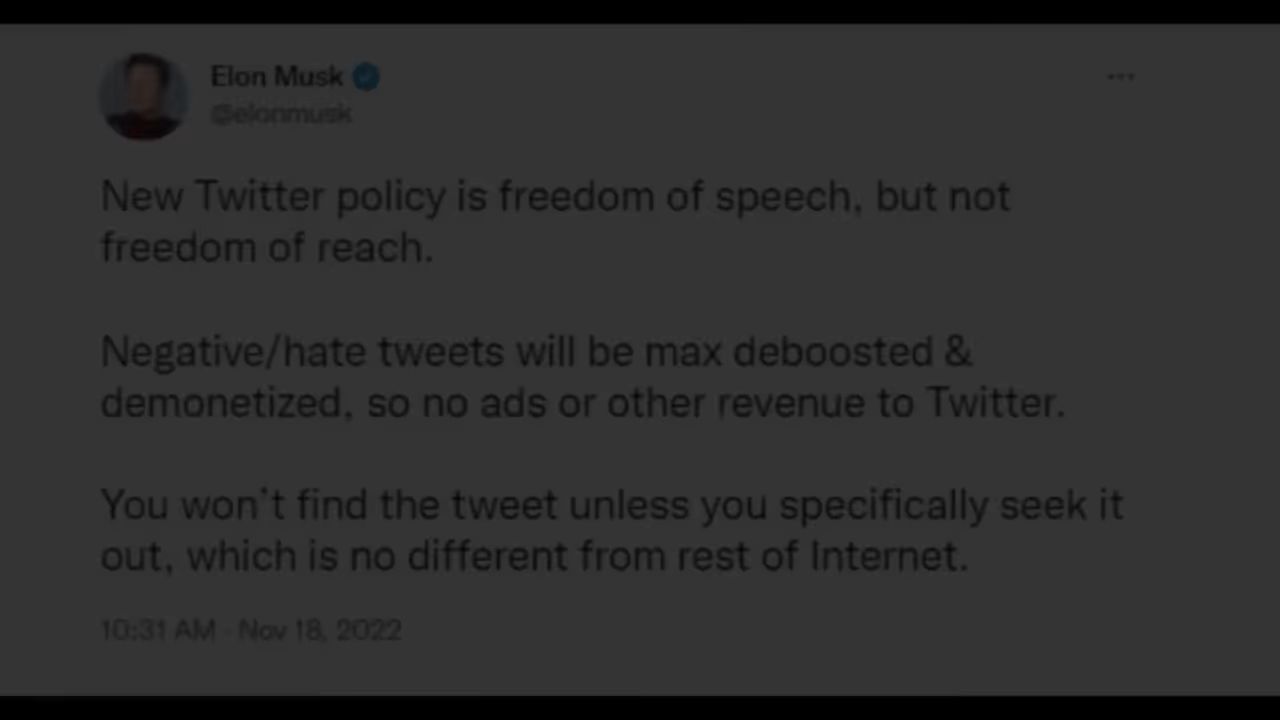 Elon Musk
@elonmusk
New Twitter policy is freedom of speech, but not
freedom of reach.
Negative/hate tweets will be max deboosted &
demonetized, so no ads or other revenue to Twitter.
You won't find the tweet unless you specifically seek it
out, which is no different from rest of Internet.
10:31 AM · Nov 18, 2022